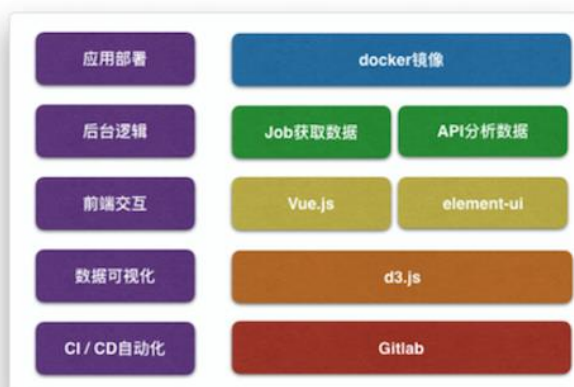 应用部署
docker镜像
后台逻辑
Job获取数据
API分析数据
前端交互
Vue.js
element-ui
数据可视化
d3.js
CI / CD自动化
Gitlab